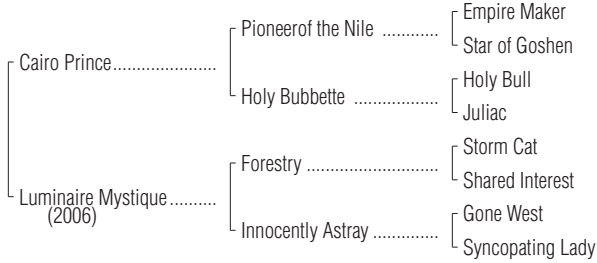 Empire Maker
Pioneerof the Nile ............
Star of Goshen
Cairo Prince......................
Holy Bull
Holy Bubbette ..................
Juliac
Storm Cat
Forestry ............................
Shared Interest
Luminaire Mystique ..........
(2006)
Gone West
Innocently Astray ..............
Syncopating Lady